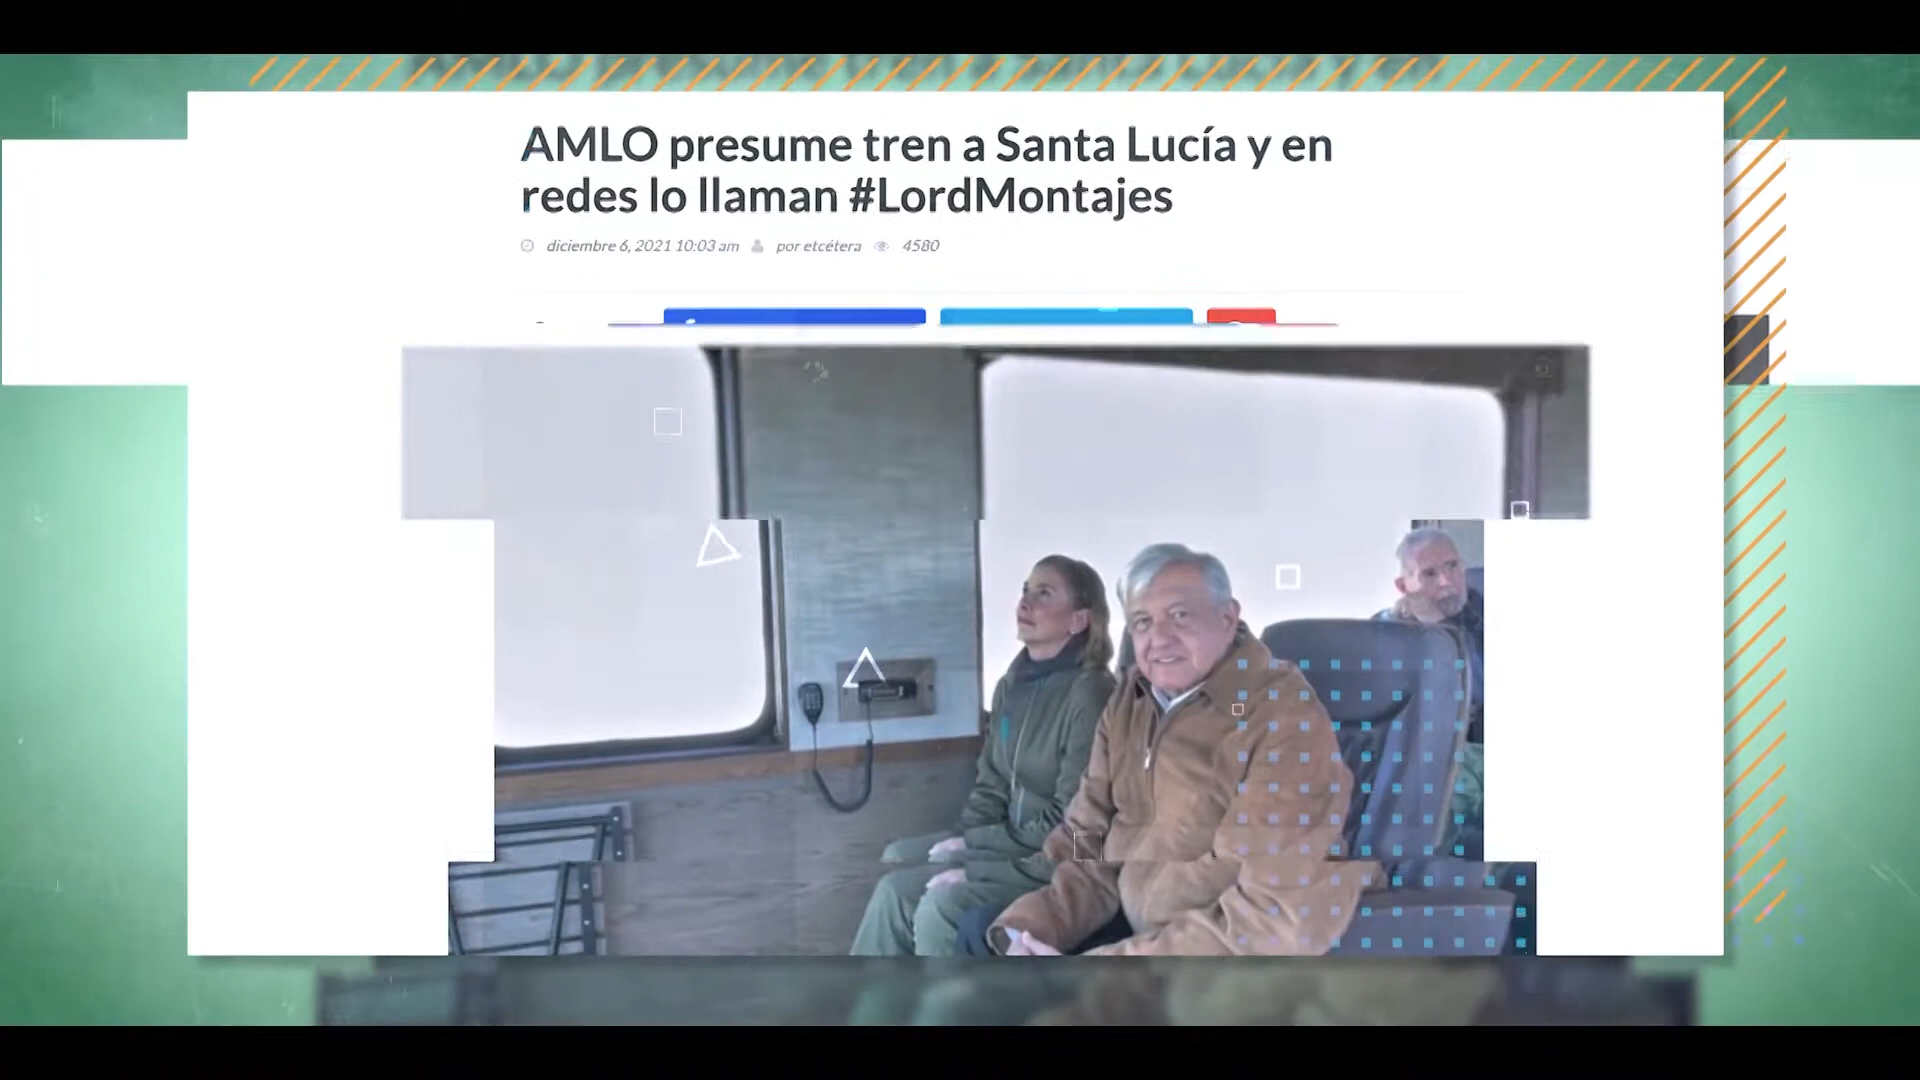 AMLO presume tren a Santa Lucía y en
redes lo llaman #LordMontajes
diciembre 6, 2021 10:03 am por etcétera 4580